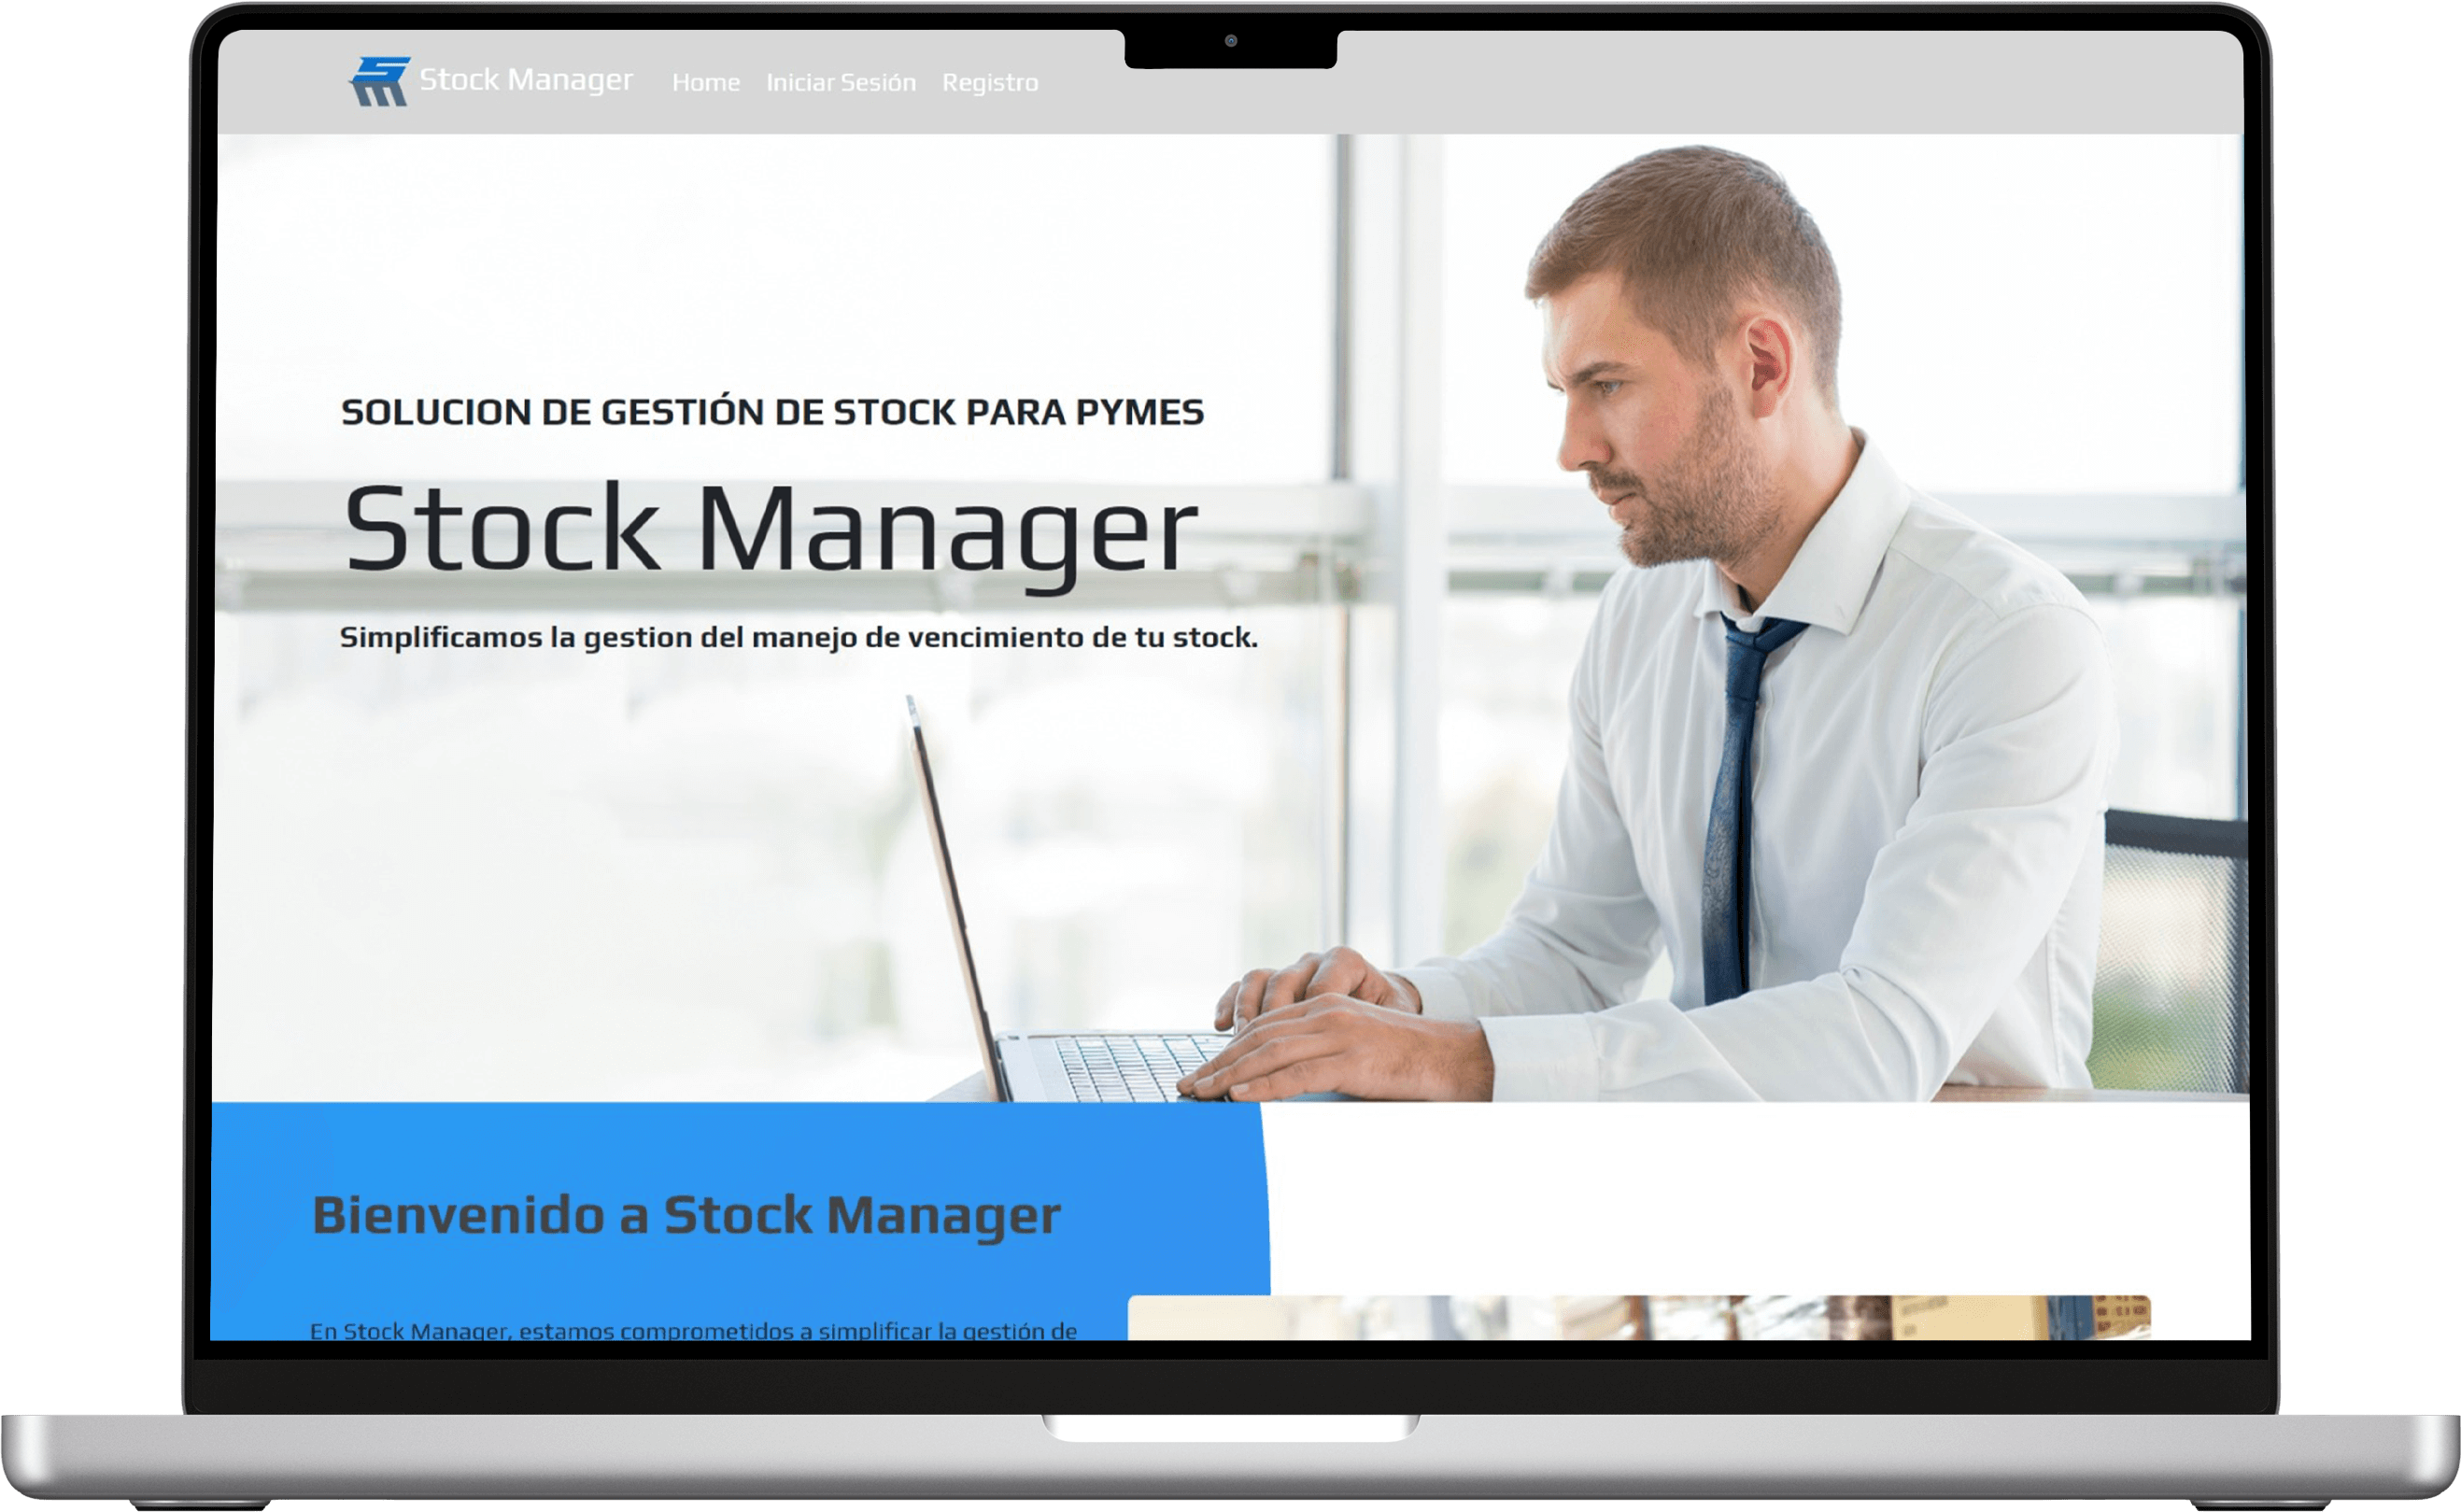 Stock Manager Home Iniciar Sesión Registro
SOLUCION DE GESTIÓN DE STOCK PARA PYMES
Stock Manager
Simplificamos la gestion del manejo de vencimiento de tu stock.
Bienvenido a Stock Manager
En Stock Manager, estamos comprometidos a simplificar la gestión de